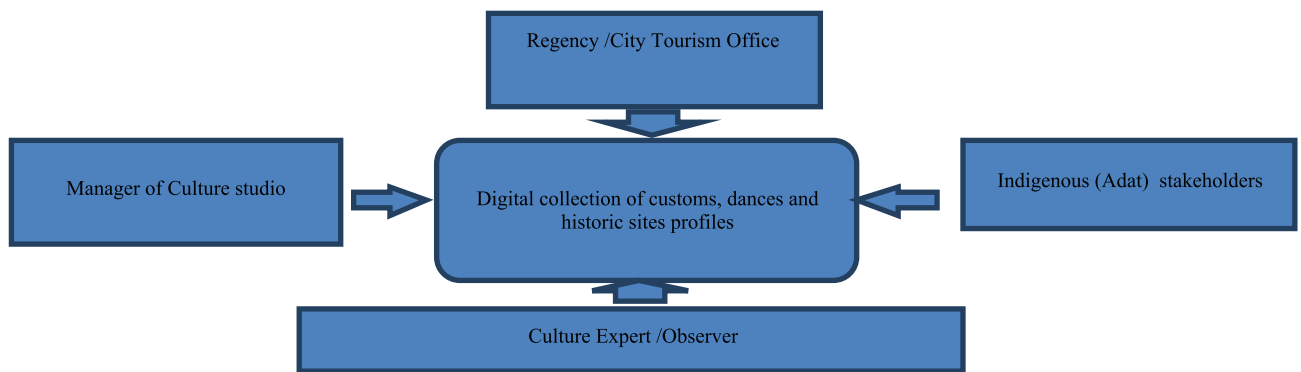 Regency /City Tourism Office
Manager of Culture studio
Digital collection of customs, dances and
historic sites profiles
Indigenous (Adat) stakeholders
Culture Expert /Observer